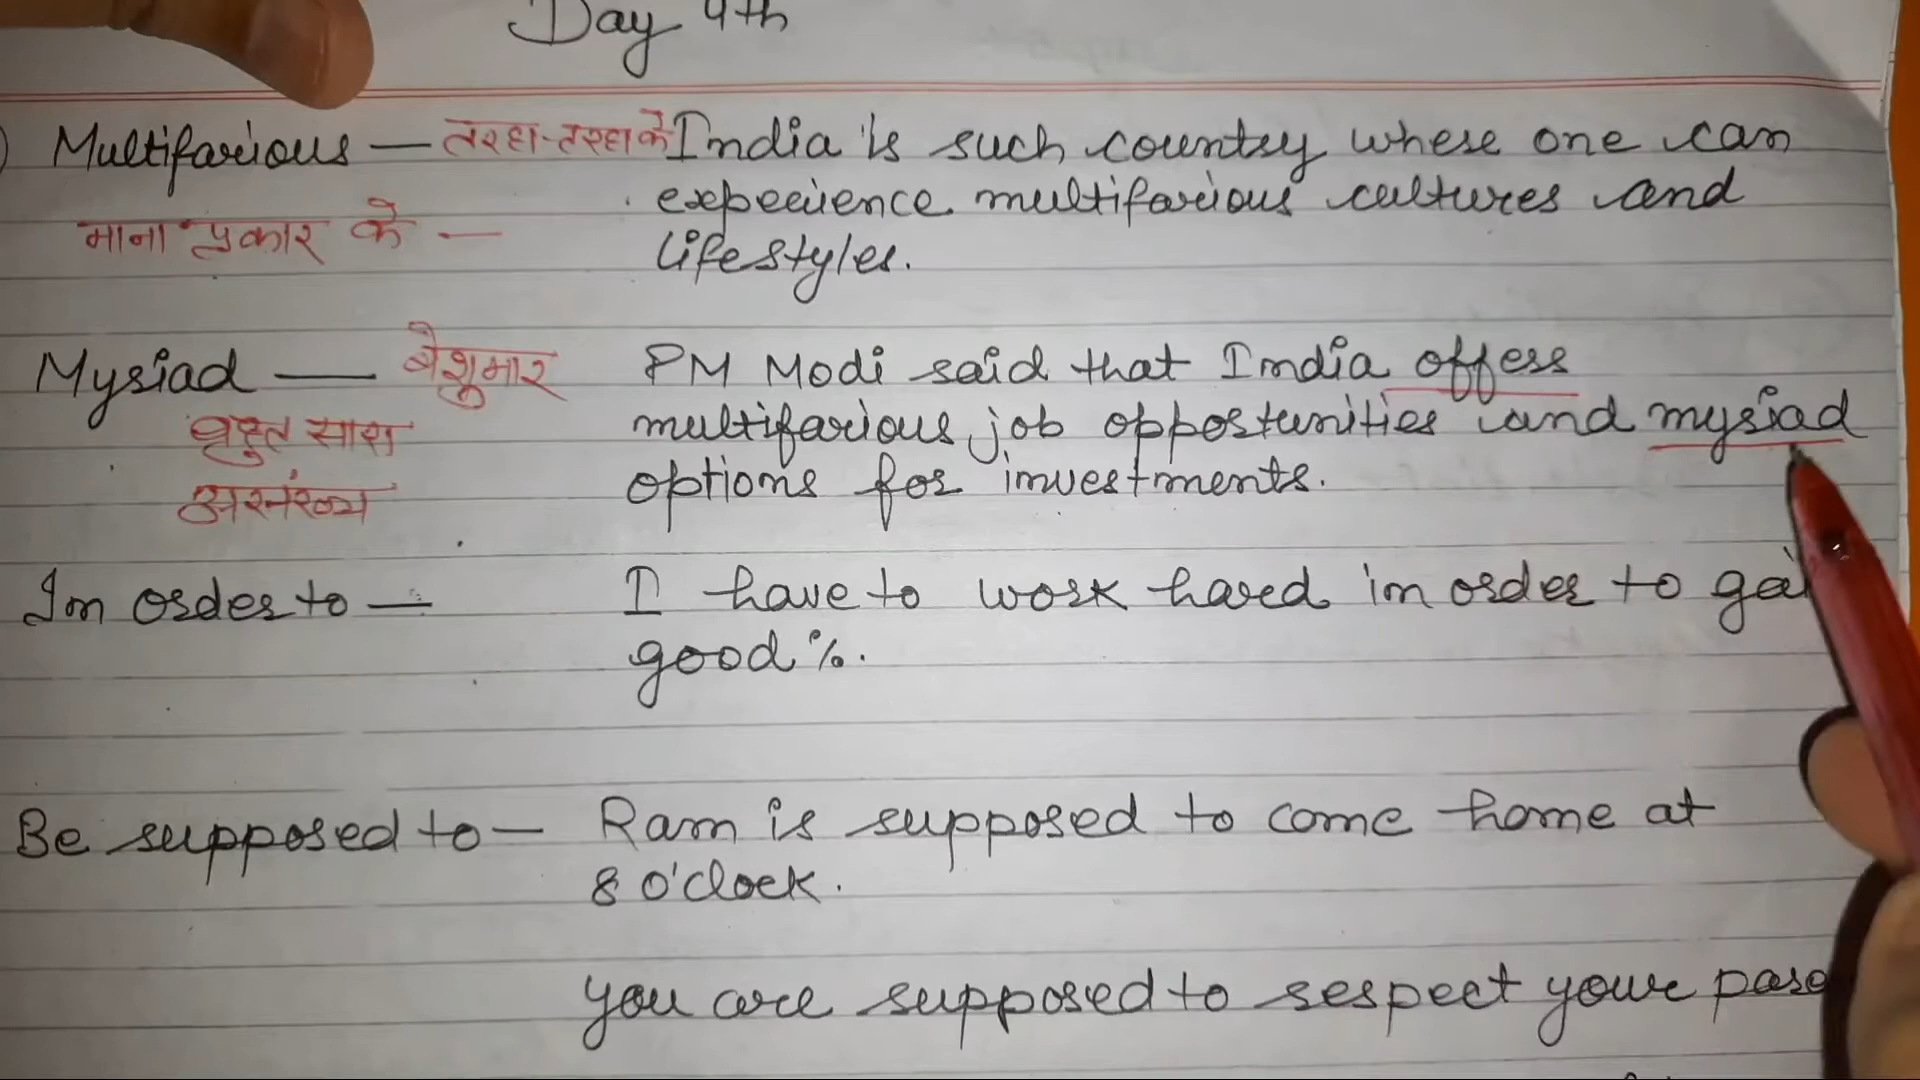 Day 4th
) Multifarious — तरहा-तरहा के India is such country where one can
experience multifarious cultures and
माना प्रकार के —
lifestyles.
Myriad — बेशुमार PM Modi said that India offers
बहुत सारा multifarious job opportunities and myriad
असंख्य options for investments.
In order to — I have to work hard in order to gai
good %.
Be supposed to — Ram is supposed to come home at
8 o'clock.
you are supposed to respect your pare